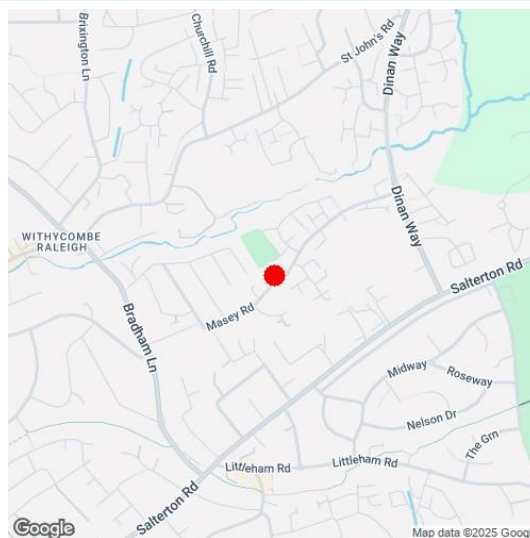 Brixington Ln
Churchill Rd
St John's Rd
Dinan Way
Dinan Way
WITHYCOMBE
RALEIGH
Salterton Rd
Masey Rd
Bradham Ln
Midway
Roseway
Nelson Dr
The Grn
Littleham Rd
Littleham Rd
Salterton Rd
Google
Map data ©2025 Google